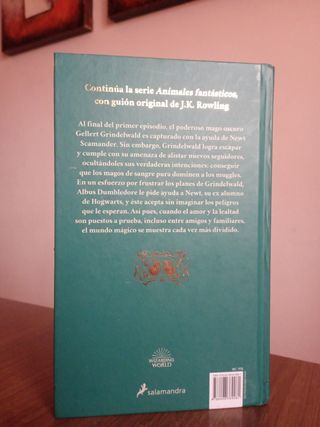 Continúa la serie Animales fantásticos,
con guión original de J.K. Rowling
Al final del primer episodio, el poderoso mago oscuro
Gellert Grindelwald es capturado con la ayuda de Newt
Scamander. Sin embargo, Grindelwald logra escapar
y cumple con su amenaza de alistar nuevos seguidores,
ocultándoles sus verdaderas intenciones: conseguir
que los magos de sangre pura dominen a los muggles.
En un esfuerzo por frustrar los planes de Grindelwald,
Albus Dumbledore le pide ayuda a Newt, su ex alumno
de Hogwarts, y éste acepta sin imaginar los peligros
que le esperan. Así pues, cuando el amor y la lealtad
son puestos a prueba, incluso entre amigos y familiares,
el mundo mágico se muestra cada vez más dividido.
WIZARDING
WORLD
salamandra